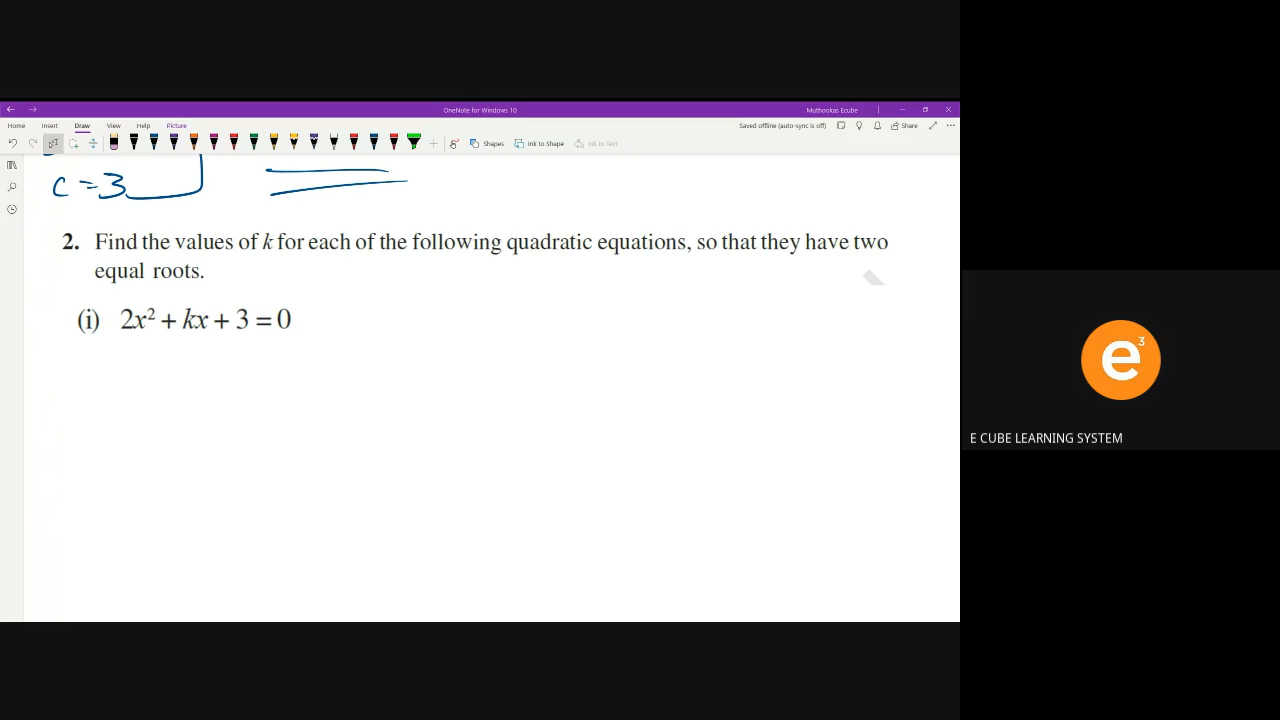 OneNote for Windows 10
Muthookas Ecube
Home Insert Draw View Help Picture
Saved offline (auto-sync is off) Share
Shapes Ink to Shape Ink to Text
c = 3
2. Find the values of k for each of the following quadratic equations, so that they have two
equal roots.
(i) 2x² + kx + 3 = 0
e³
E CUBE LEARNING SYSTEM